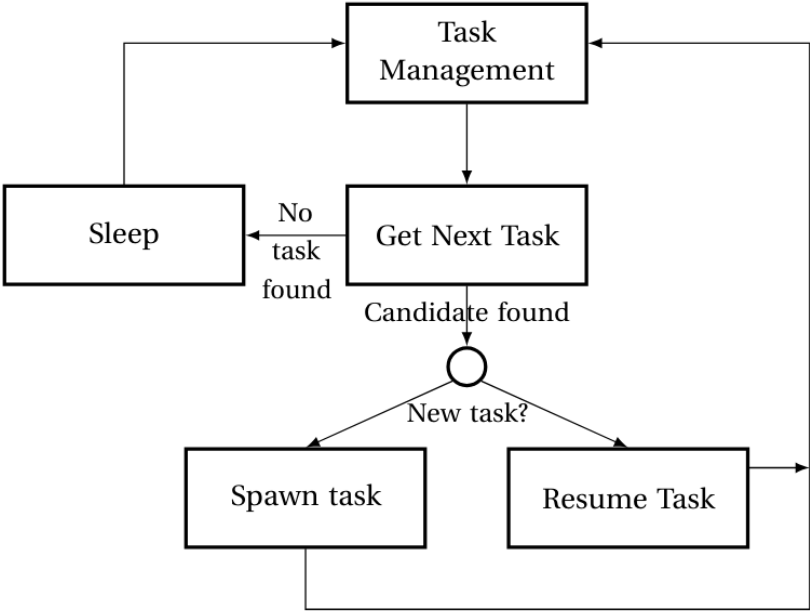 Task
Management
Sleep
No
task
found
Get Next Task
Candidate found
New task?
Spawn task
Resume Task